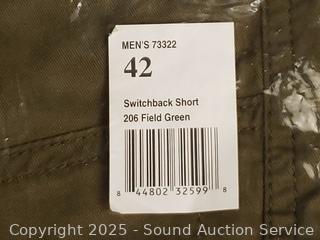 MEN'S 73322
42
Switchback Short
206 Field Green
8 44802 32599 8
Copyright 2025 - Sound Auction Service